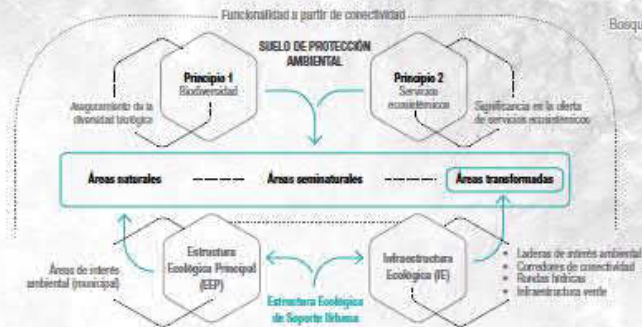 Funcionalidad a partir de conectividad
Bosqu
SUELO DE PROTECCIÓN
AMBIENTAL
Principio 1
Biodiversidad
Principio 2
Servicios
ecosistémicos
Aseguramiento de la
diversidad biológica
Significancia en la oferta
de servicios ecosistémicos
Áreas naturales
Áreas seminaturales
Áreas transformadas
Áreas de interés
ambiental (municipal)
Estructura
Ecológica Principal
(EEP)
Infraestructura
Ecológica (IE)
• Laderas de interés ambiental
• Corredores de conectividad
• Rondas hídricas
• Infraestructura verde
Estructura Ecológica
de Soporte Urbana